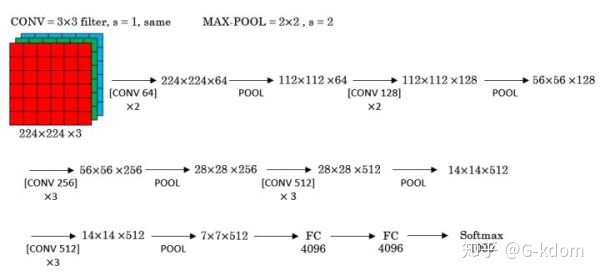 CONV = 3×3 filter, s = 1, same
MAX-POOL = 2×2 , s = 2
224×224 ×3
[CONV 64]
×2
224×224×64
POOL
112×112 ×64
[CONV 128]
×2
112×112 ×128
POOL
56×56 ×128
[CONV 256]
×3
56×56 ×256
POOL
28×28 ×256
[CONV 512]
× 3
28×28 ×512
POOL
14×14×512
[CONV 512]
×3
14×14 ×512
POOL
7×7×512
FC
4096
FC
4096
Softmax
知乎 @G-kdom